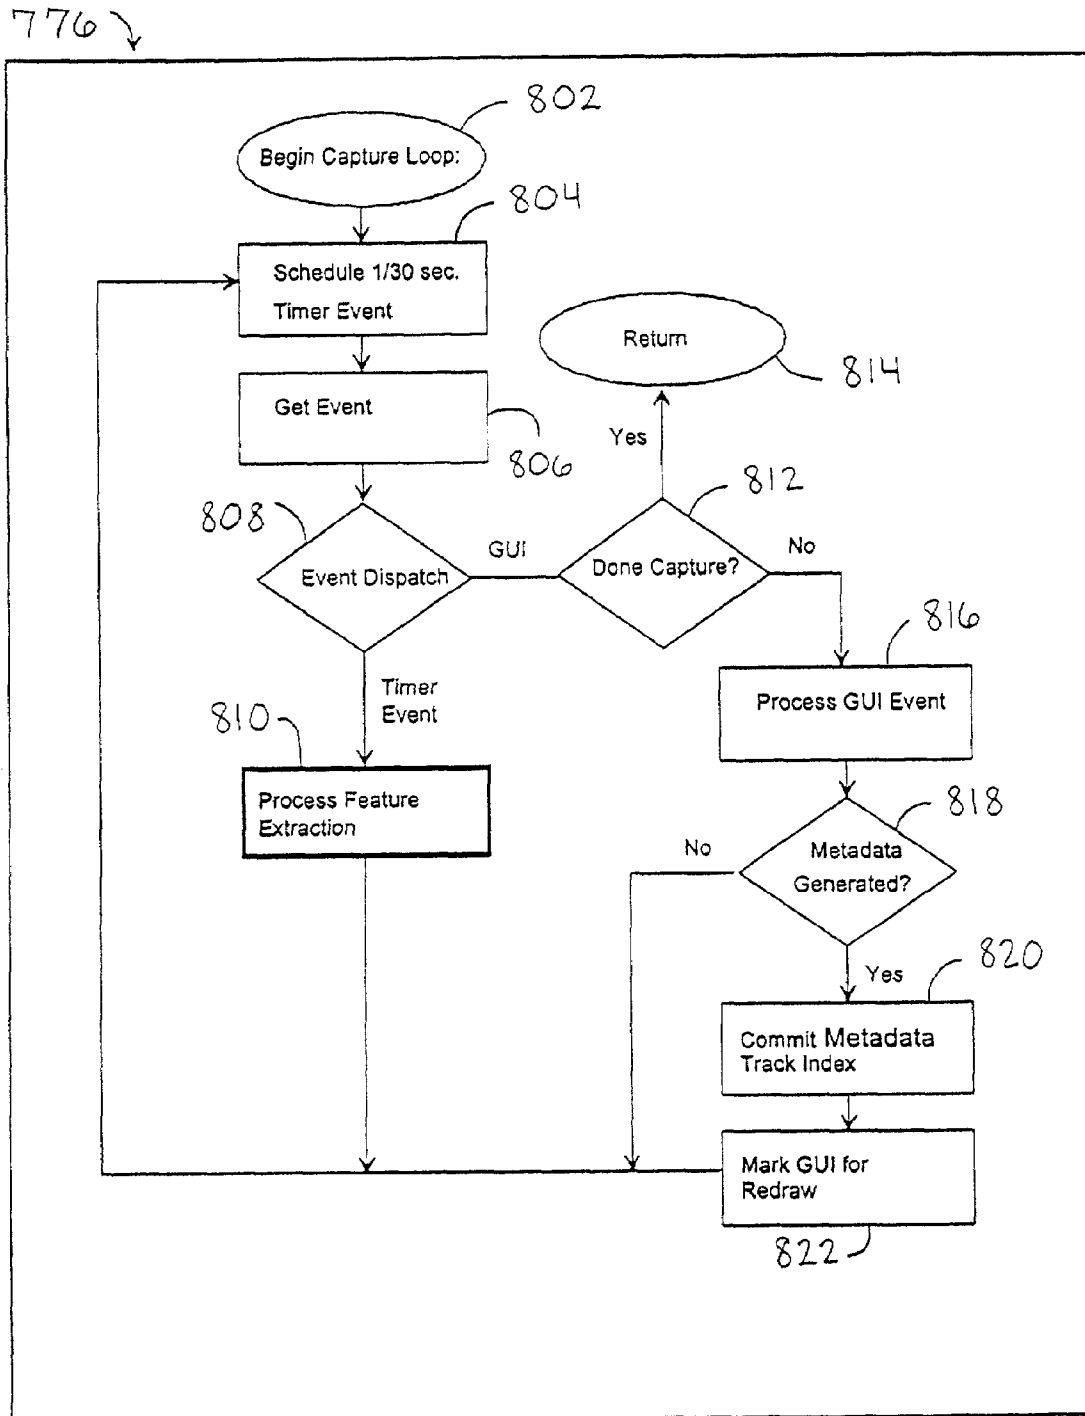 776
802
Begin Capture Loop:
804
Schedule 1/30 sec.
Timer Event
Return
814
Get Event
806
Yes
812
808
Event Dispatch
GUI
Done Capture?
No
816
Process GUI Event
Timer
Event
810
Process Feature
Extraction
818
No
Metadata
Generated?
Yes
820
Commit Metadata
Track Index
Mark GUI for
Redraw
822